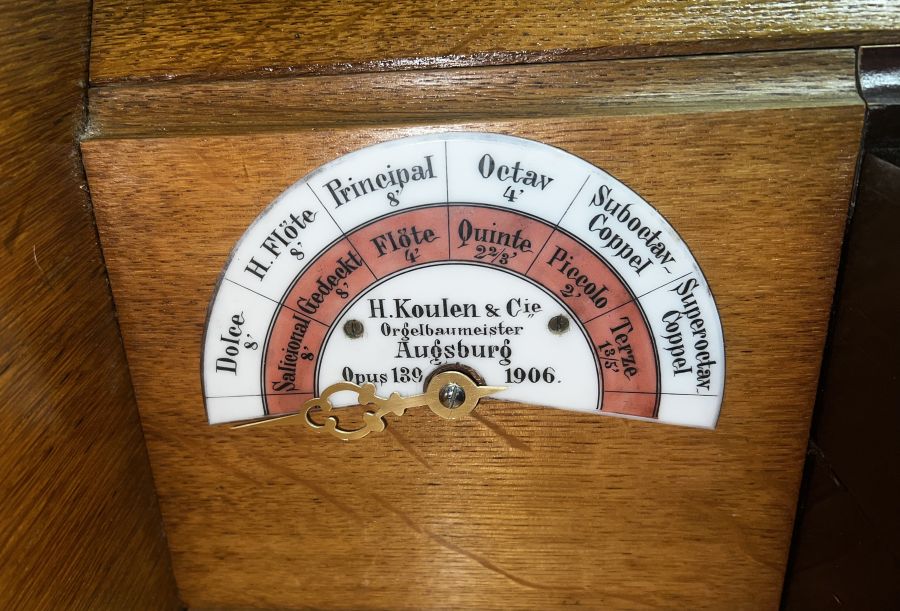 Dolce
8'
H. Flöte
8'
Principal
8'
Octav
4'
Suboctav-
Coppel
Superoctav-
Coppel
Salicional
8'
Gedeckt
8'
Flöte
4'
Quinte
2 2/3'
Piccolo
2'
Terze
1 3/5'
H. Koulen & Cie
Orgelbaumeister
Augsburg
Opus 139 1906.